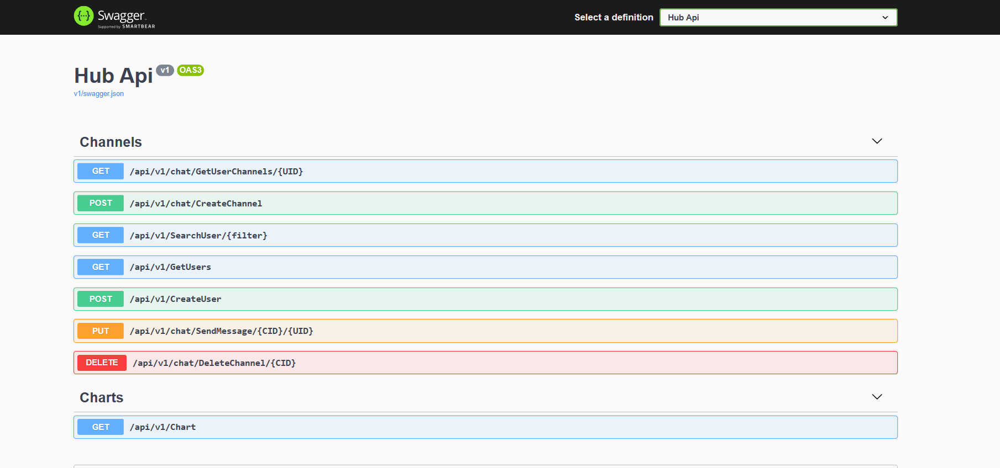 Swagger
Supported by SMARTBEAR
Select a definition
Hub Api
Hub Api v1 OAS3
v1/swagger.json
Channels
GET /api/v1/chat/GetUserChannels/{UID}
POST /api/v1/chat/CreateChannel
GET /api/v1/SearchUser/{filter}
GET /api/v1/GetUsers
POST /api/v1/CreateUser
PUT /api/v1/chat/SendMessage/{CID}/{UID}
DELETE /api/v1/chat/DeleteChannel/{CID}
Charts
GET /api/v1/Chart